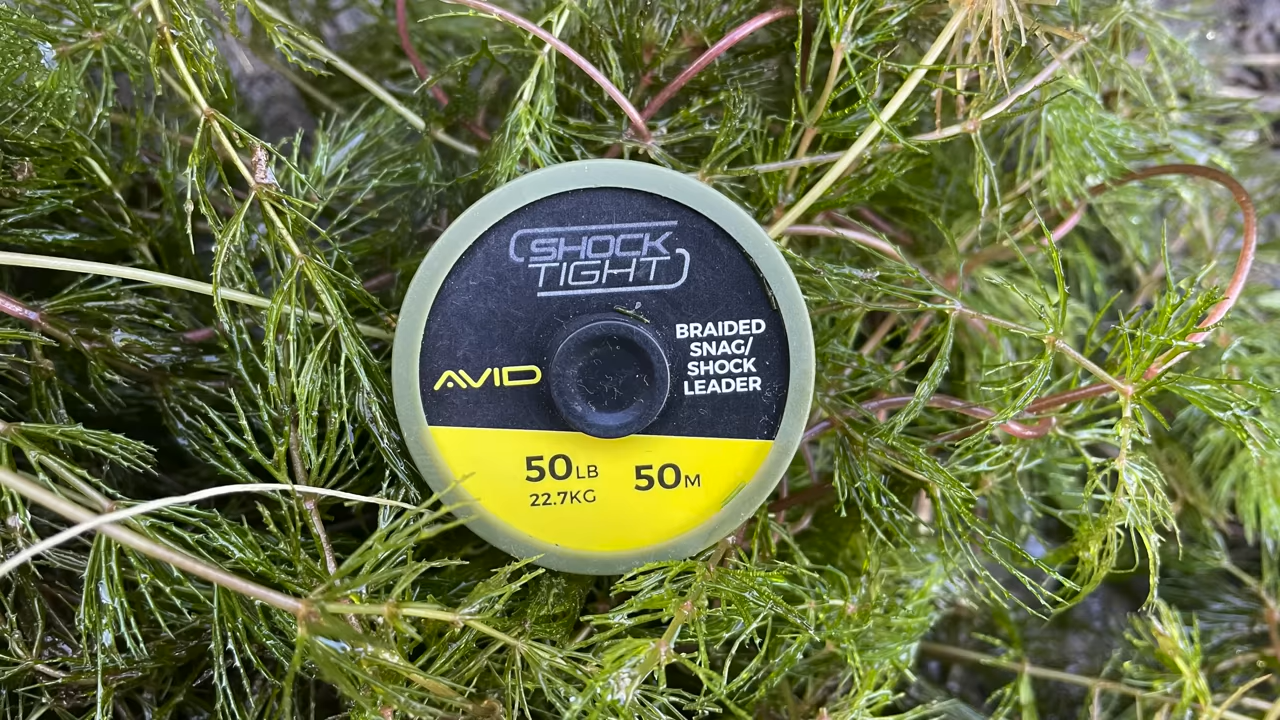 SHOCK
TIGHT
AVID
BRAIDED
SNAG/
SHOCK
LEADER
50LB
22.7KG
50M